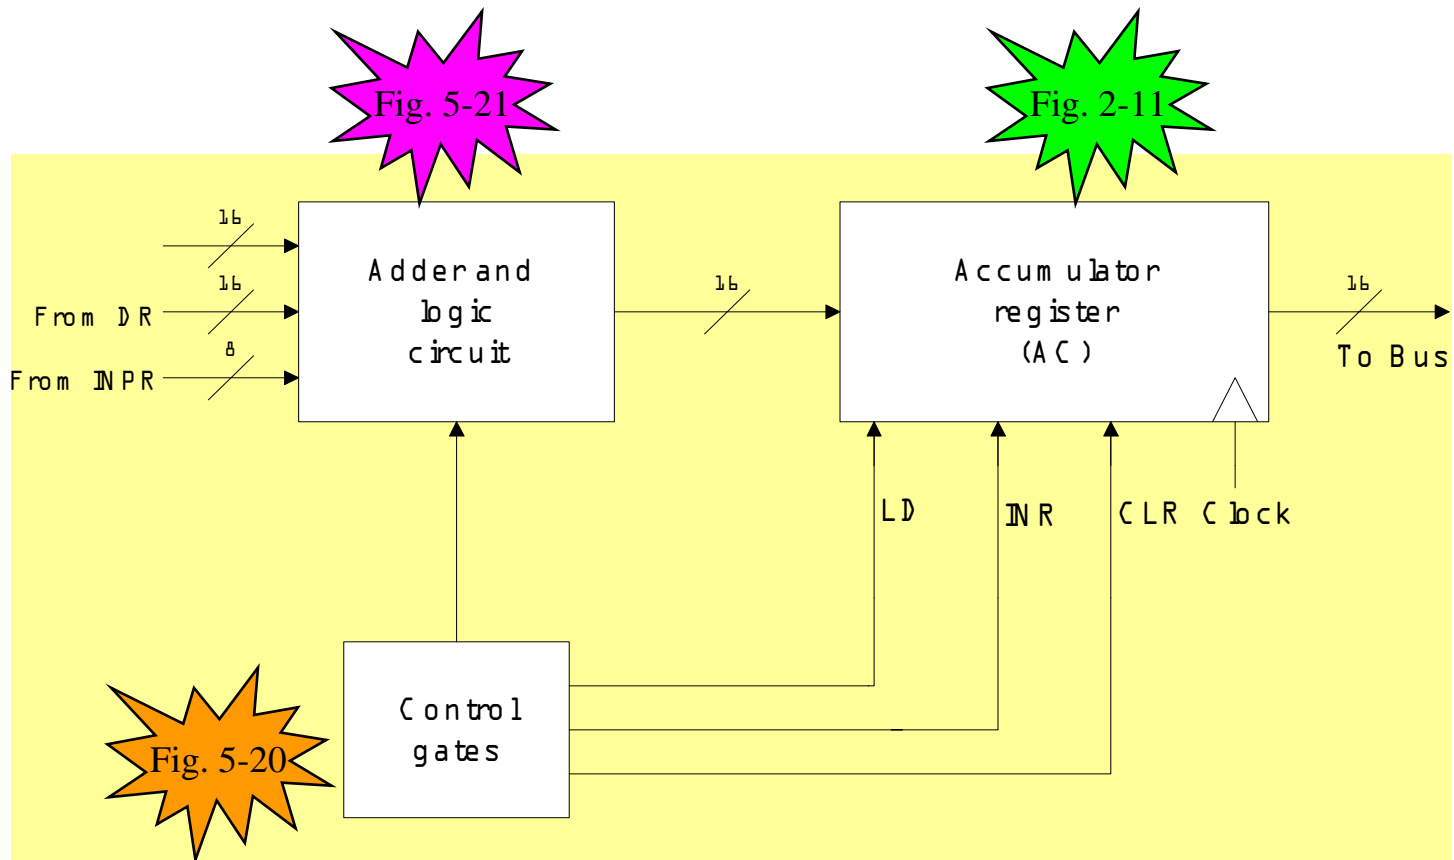 Fig. 5-21
Fig. 2-11
16
16
From DR
8
From INPR
Adder and
logic
circuit
16
Accumulator
register
(AC)
16
To Bus
LD
INR
CLR
Clock
Control
gates
Fig. 5-20